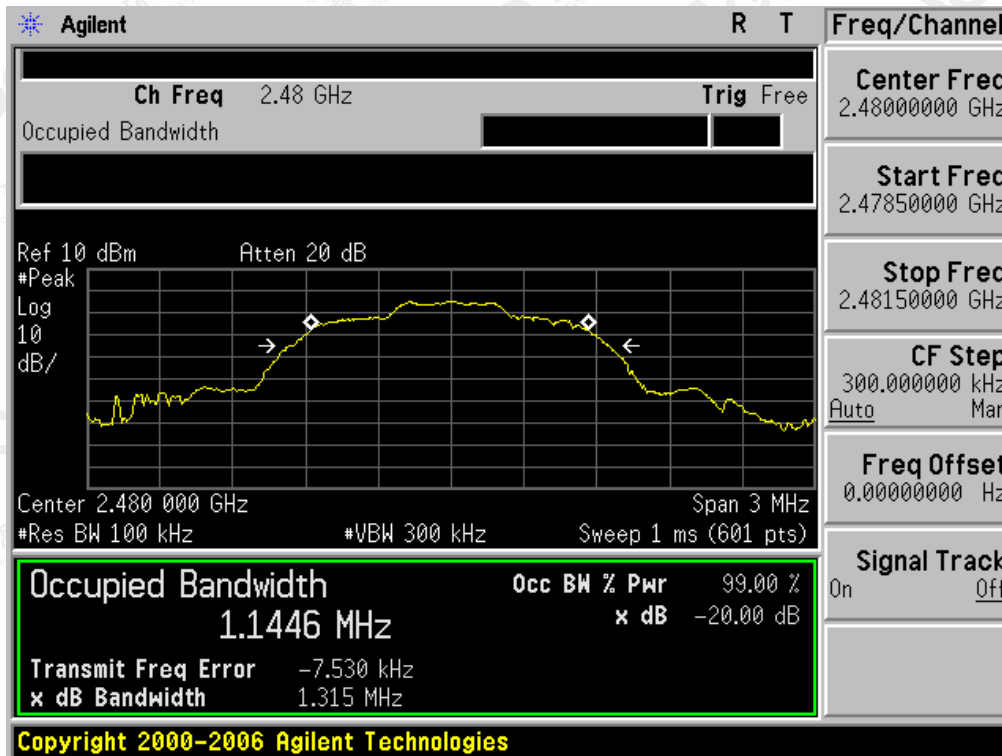 Agilent R T
Ch Freq 2.48 GHz Trig Free
Occupied Bandwidth
Ref 10 dBm Atten 20 dB
#Peak
Log
10
dB/
Center 2.480 000 GHz Span 3 MHz
#Res BW 100 kHz #VBW 300 kHz Sweep 1 ms (601 pts)
Occupied Bandwidth
1.1446 MHz
Occ BW % Pwr 99.00 %
x dB -20.00 dB
Transmit Freq Error -7.530 kHz
x dB Bandwidth 1.315 MHz
Copyright 2000-2006 Agilent Technologies
Freq/Channel
Center Freq
2.48000000 GHz
Start Freq
2.47850000 GHz
Stop Freq
2.48150000 GHz
CF Step
300.000000 kHz
Auto Man
Freq Offset
0.00000000 Hz
Signal Track
On Off